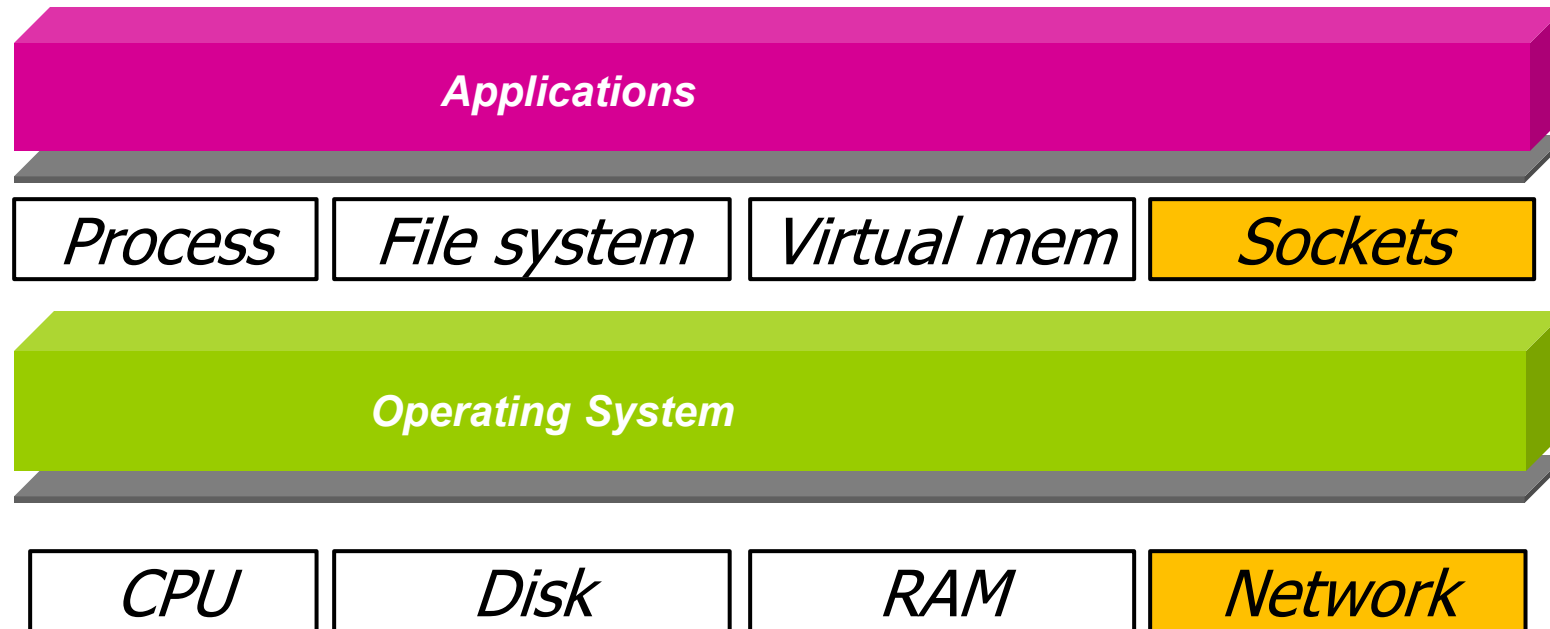 Applications
Process File system Virtual mem Sockets
Operating System
CPU Disk RAM Network